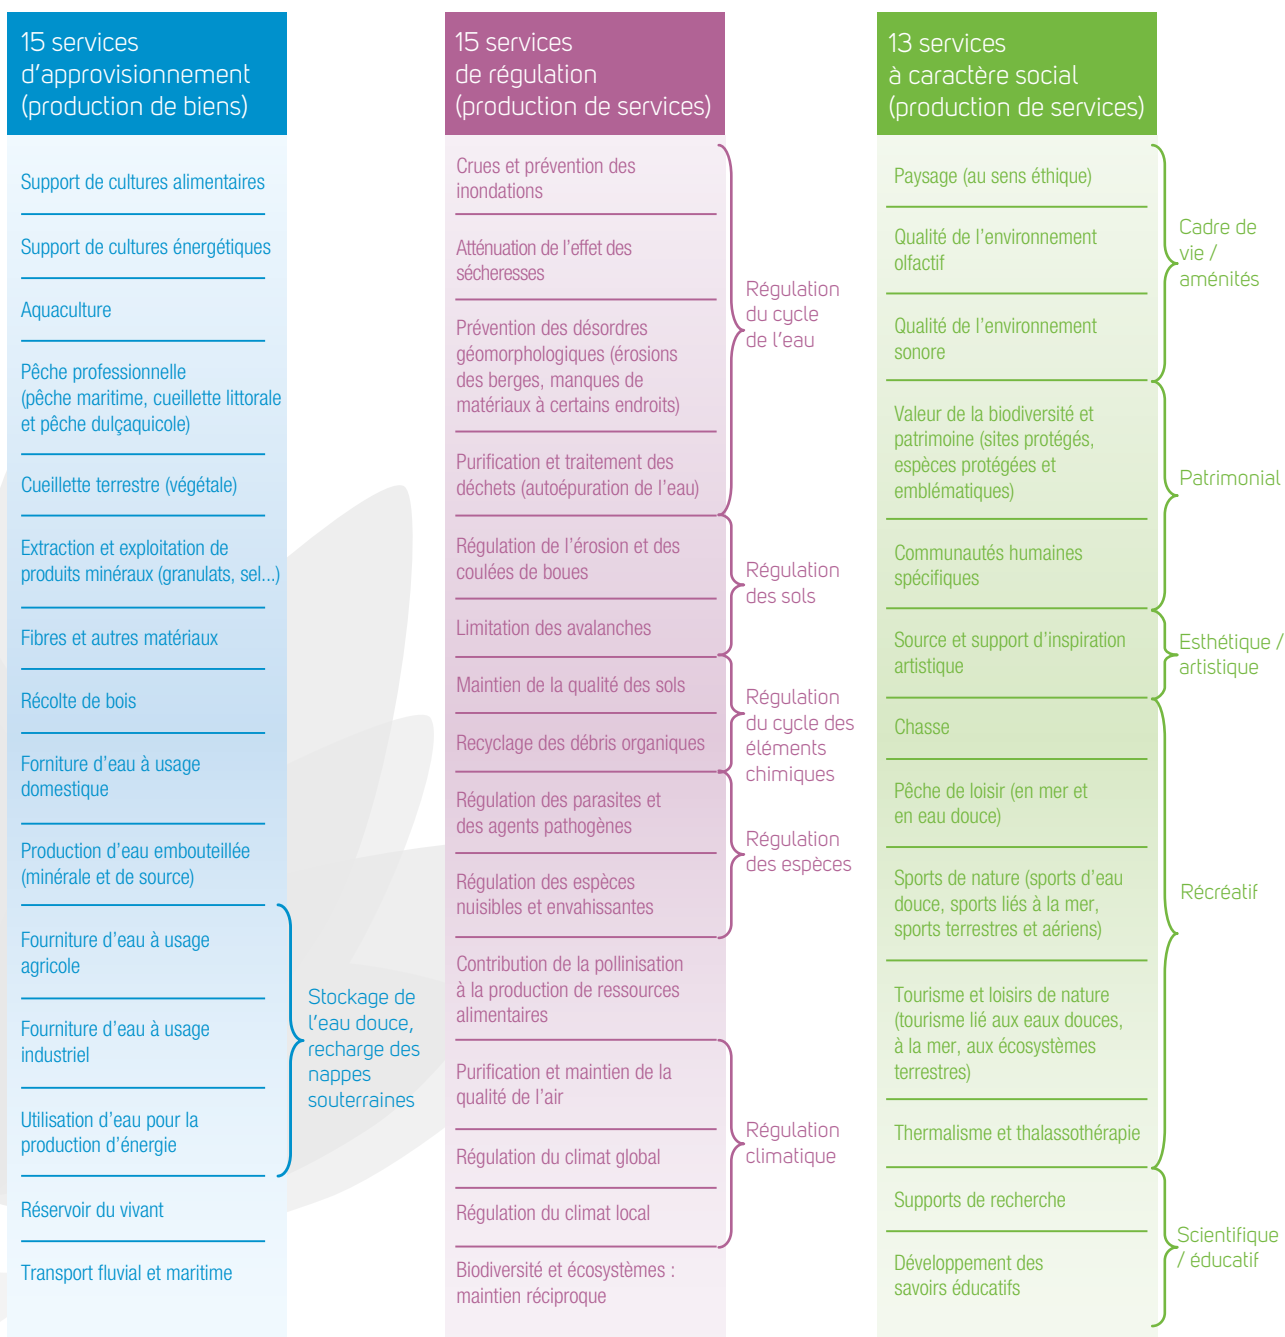 15 services
d'approvisionnement
(production de biens)
Support de cultures alimentaires
Support de cultures énergétiques
Aquaculture
Pêche professionnelle
(pêche maritime, cueillette littorale
et pêche dulçaquicole)
Cueillette terrestre (végétale)
Extraction et exploitation de
produits minéraux (granulats, sel...)
Fibres et autres matériaux
Récolte de bois
Forniture d'eau à usage
domestique
Production d'eau embouteillée
(minérale et de source)
Fourniture d'eau à usage
agricole
Fourniture d'eau à usage
industriel
Utilisation d'eau pour la
production d'énergie
Stockage de
l'eau douce,
recharge des
nappes
souterraines
Réservoir du vivant
Transport fluvial et maritime
15 services
de régulation
(production de services)
Crues et prévention des
inondations
Atténuation de l'effet des
sécheresses
Prévention des désordres
géomorphologiques (érosions
des berges, manques de
matériaux à certains endroits)
Purification et traitement des
déchets (autoépuration de l'eau)
Régulation
du cycle
de l'eau
Régulation de l'érosion et des
coulées de boues
Limitation des avalanches
Régulation
des sols
Maintien de la qualité des sols
Recyclage des débris organiques
Régulation
du cycle des
éléments
chimiques
Régulation des parasites et
des agents pathogènes
Régulation des espèces
nuisibles et envahissantes
Régulation
des espèces
Contribution de la pollinisation
à la production de ressources
alimentaires
Purification et maintien de la
qualité de l'air
Régulation du climat global
Régulation du climat local
Régulation
climatique
Biodiversité et écosystèmes :
maintien réciproque
13 services
à caractère social
(production de services)
Paysage (au sens éthique)
Qualité de l'environnement
olfactif
Qualité de l'environnement
sonore
Cadre de
vie /
aménités
Valeur de la biodiversité et
patrimoine (sites protégés,
espèces protégées et
emblématiques)
Communautés humaines
spécifiques
Patrimonial
Source et support d'inspiration
artistique
Esthétique /
artistique
Chasse
Pêche de loisir (en mer et
en eau douce)
Sports de nature (sports d'eau
douce, sports liés à la mer,
sports terrestres et aériens)
Tourisme et loisirs de nature
(tourisme lié aux eaux douces,
à la mer, aux écosystèmes
terrestres)
Thermalisme et thalassothérapie
Récréatif
Supports de recherche
Développement des
savoirs éducatifs
Scientifique
/ éducatif